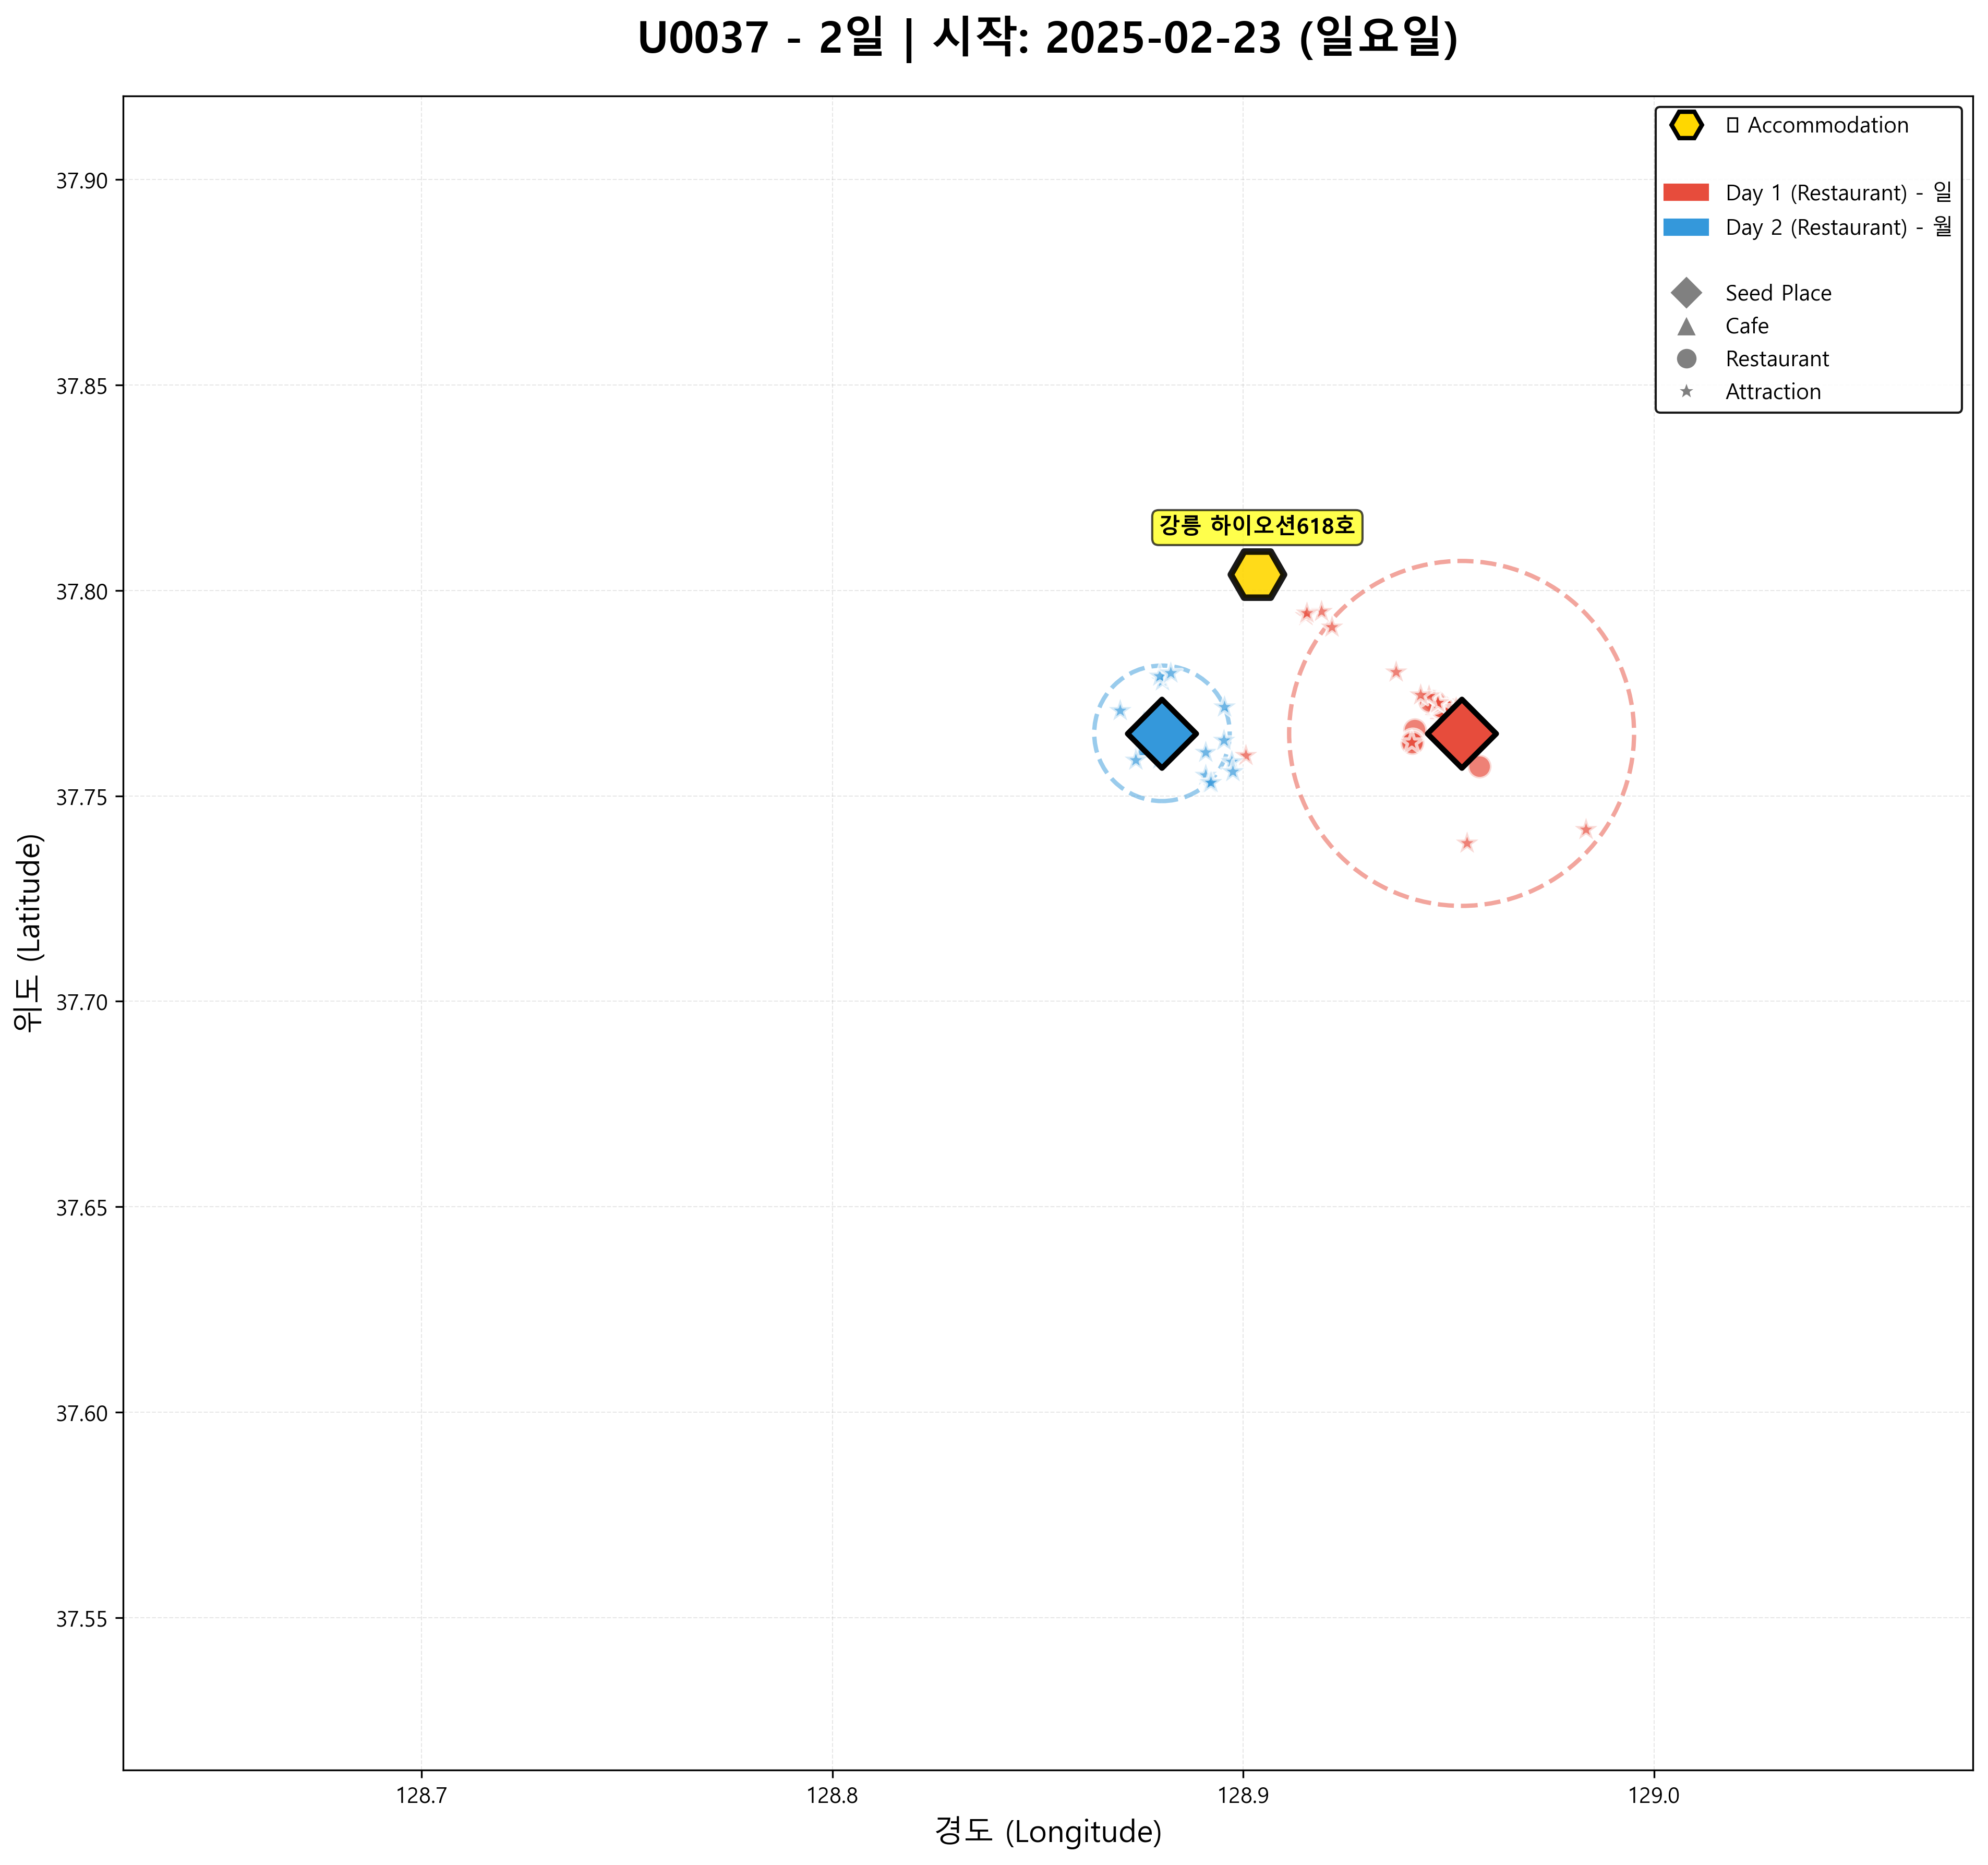 U0037 - 2일 | 시작: 2025-02-23 (일요일)
□ Accommodation
Day 1 (Restaurant) - 일
Day 2 (Restaurant) - 월
Seed Place
Cafe
Restaurant
Attraction
강릉 하이오션618호
37.90
37.85
37.80
37.75
37.70
37.65
37.60
37.55
위도 (Latitude)
128.7
128.8
128.9
129.0
경도 (Longitude)